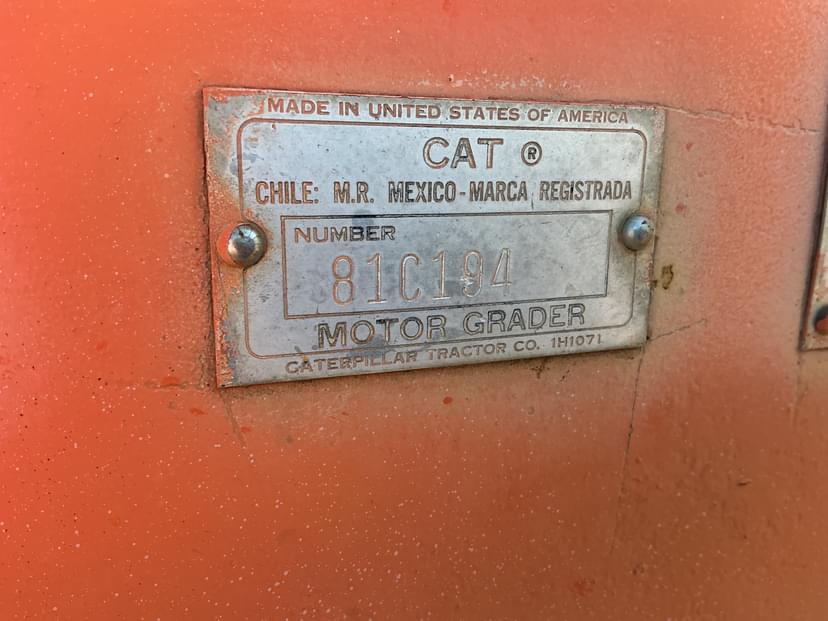 MADE IN UNITED STATES OF AMERICA
CAT ®
CHILE: M.R. MEXICO-MARCA REGISTRADA
NUMBER
81C194
MOTOR GRADER
CATERPILLAR TRACTOR CO. 1H1071